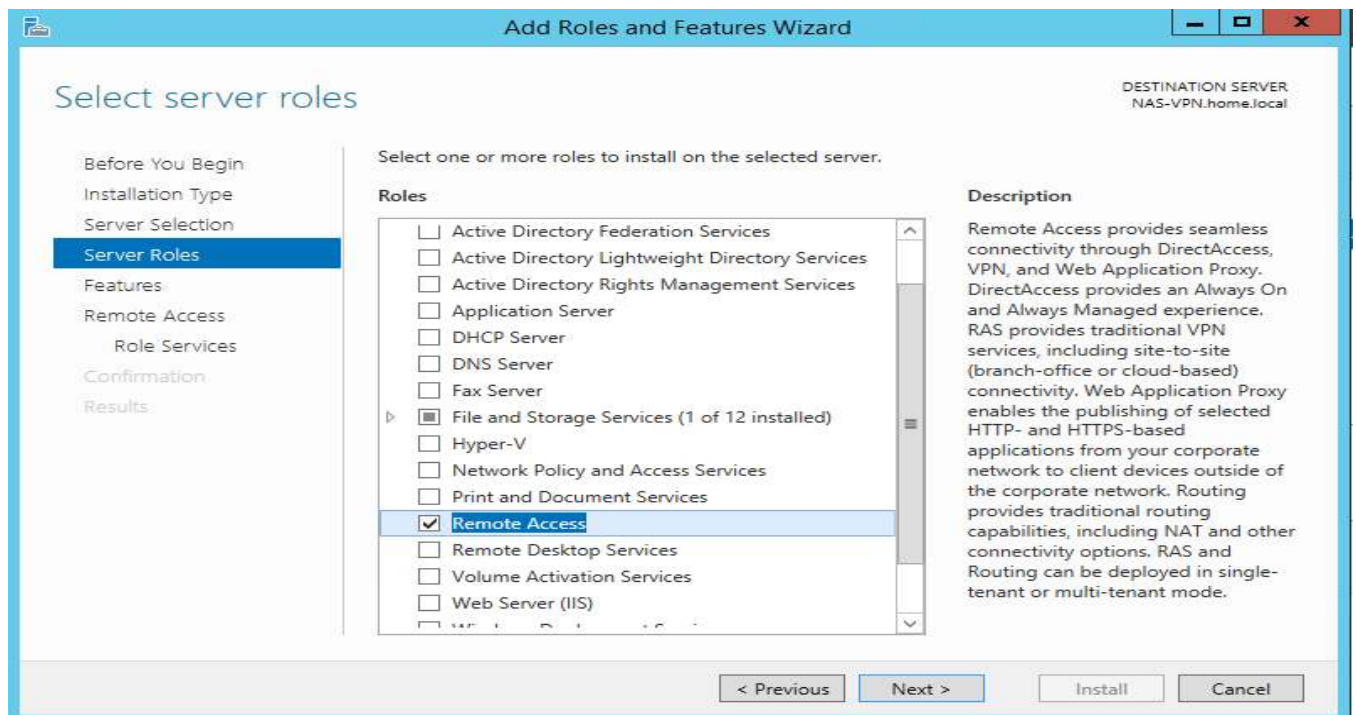 Add Roles and Features Wizard
Select server roles
DESTINATION SERVER
NAS-VPN.home.local
Before You Begin
Installation Type
Server Selection
Server Roles
Features
Remote Access
Role Services
Confirmation
Results
Select one or more roles to install on the selected server.
Roles
Active Directory Federation Services
Active Directory Lightweight Directory Services
Active Directory Rights Management Services
Application Server
DHCP Server
DNS Server
Fax Server
File and Storage Services (1 of 12 installed)
Hyper-V
Network Policy and Access Services
Print and Document Services
Remote Access
Remote Desktop Services
Volume Activation Services
Web Server (IIS)
Description
Remote Access provides seamless
connectivity through DirectAccess,
VPN, and Web Application Proxy.
DirectAccess provides an Always On
and Always Managed experience.
RAS provides traditional VPN
services, including site-to-site
(branch-office or cloud-based)
connectivity. Web Application Proxy
enables the publishing of selected
HTTP- and HTTPS-based
applications from your corporate
network to client devices outside of
the corporate network. Routing
provides traditional routing
capabilities, including NAT and other
connectivity options. RAS and
Routing can be deployed in single-
tenant or multi-tenant mode.
< Previous
Next >
Install
Cancel